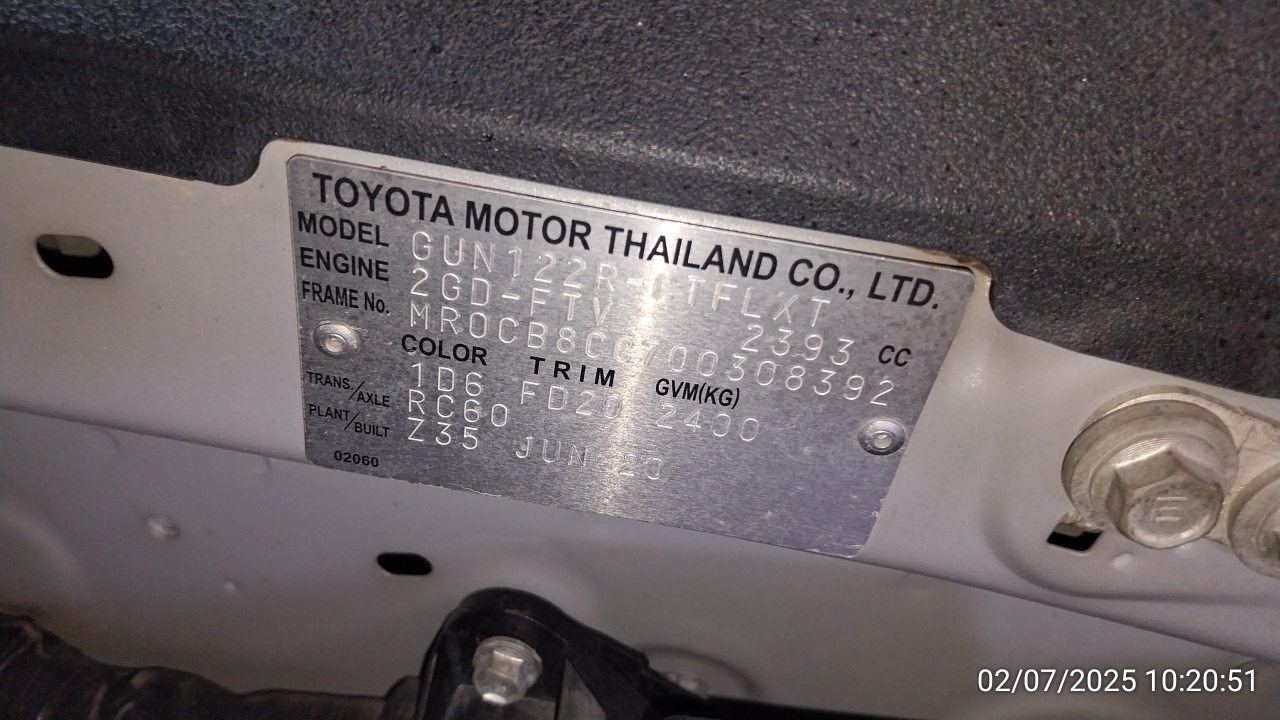 TOYOTA MOTOR THAILAND CO., LTD.
MODEL GUN122R-CTFLXT
ENGINE 2GD-FTV 2393 CC
FRAME No. MR0CB8CC700308392
COLOR TRIM GVM(KG)
1D6 FD20 2400
TRANS./AXLE RC60
PLANT/BUILT Z35 JUN 20
02060
E
02/07/2025 10:20:51